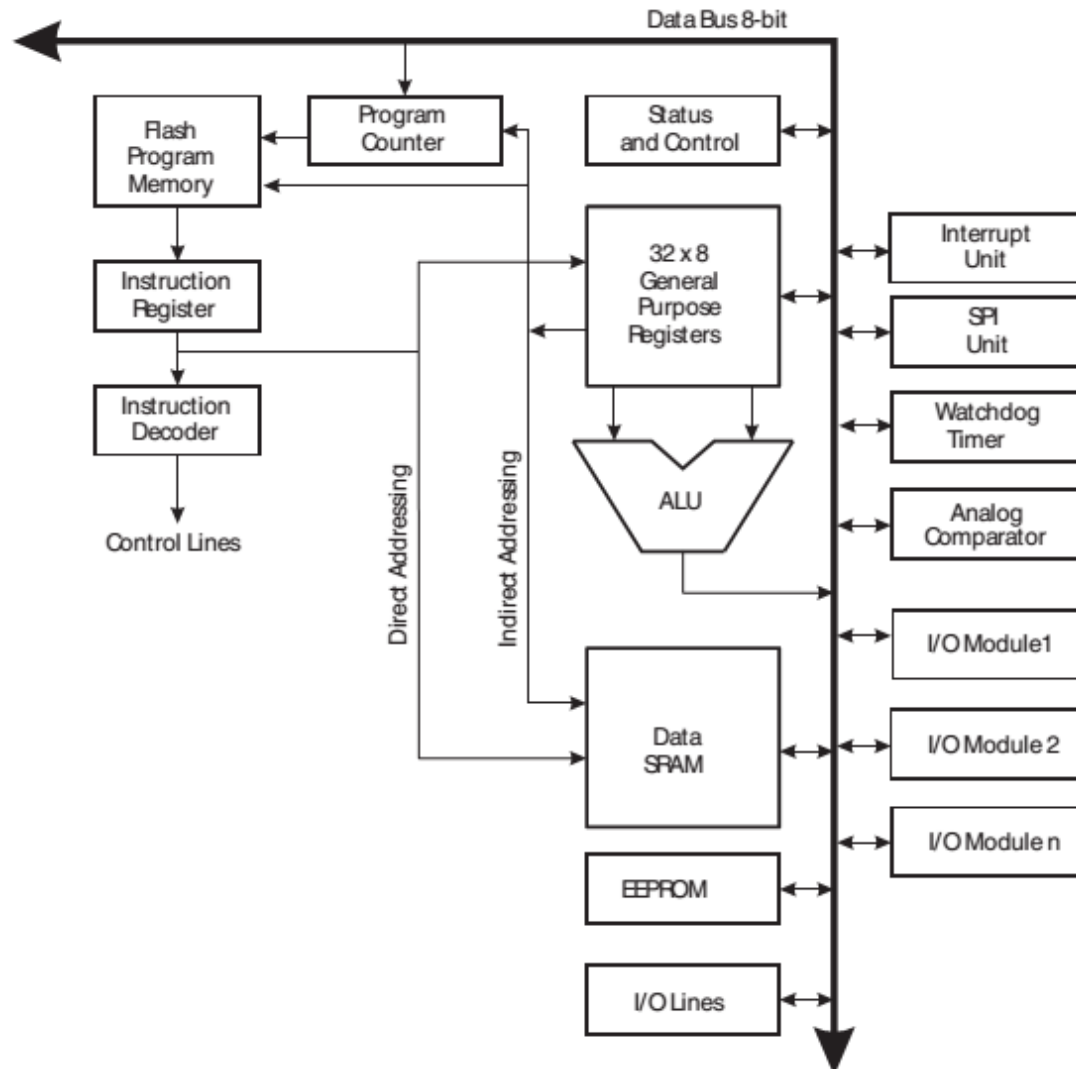 Data Bus 8-bit
Flash
Program
Memory
Program
Counter
Status
and Control
Instruction
Register
32 x 8
General
Purpose
Registers
Interrupt
Unit
SPI
Unit
Instruction
Decoder
Watchdog
Timer
Control Lines
Direct Addressing
Indirect Addressing
ALU
Analog
Comparator
I/O Module1
Data
SRAM
I/O Module 2
I/O Module n
EEPROM
I/O Lines